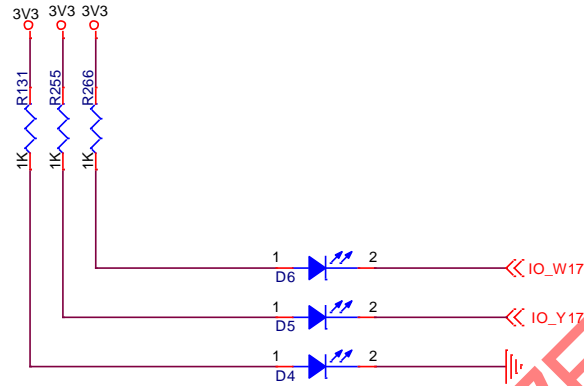 3V3 3V3 3V3
R131 R255 R266
1K 1K 1K
1 2
D6 IO_W17
1 2
D5 IO_Y17
1 2
D4